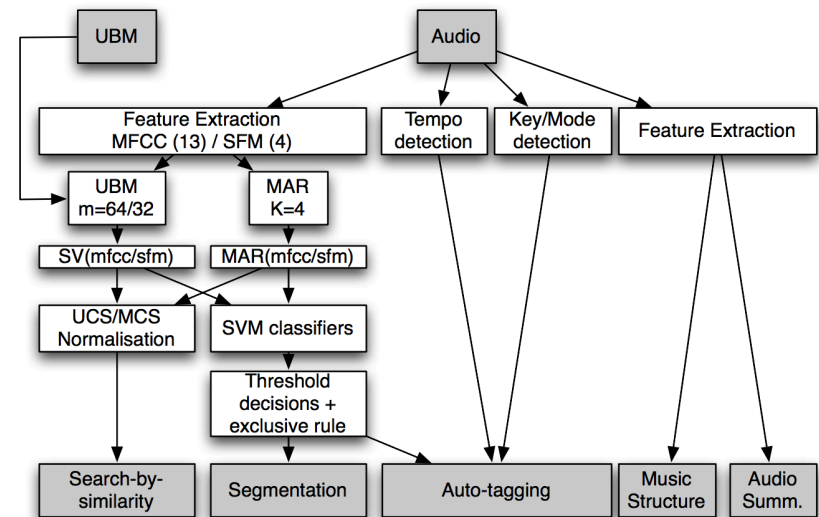 UBM
Audio
Feature Extraction
MFCC (13) / SFM (4)
Tempo
detection
Key/Mode
detection
Feature Extraction
UBM
m=64/32
MAR
K=4
SV(mfcc/sfm)
MAR(mfcc/sfm)
UCS/MCS
Normalisation
SVM classifiers
Threshold
decisions +
exclusive rule
Search-by-
similarity
Segmentation
Auto-tagging
Music
Structure
Audio
Summ.